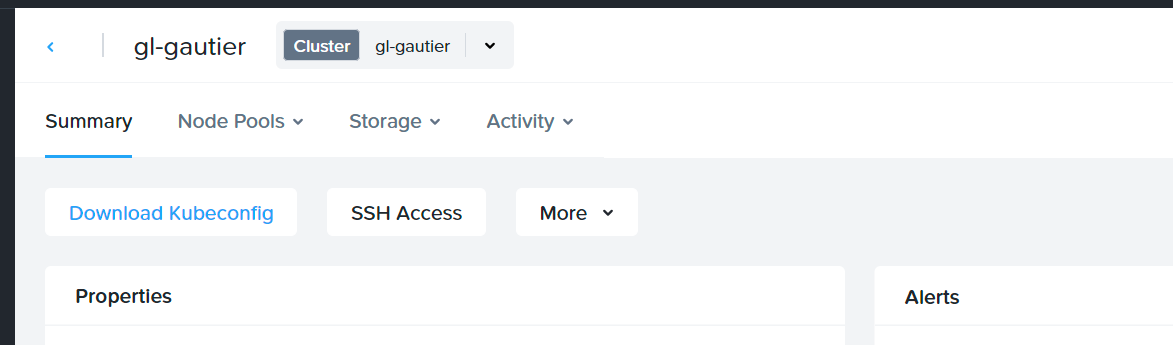 gl-gautier Cluster gl-gautier
Summary Node Pools Storage Activity
Download Kubeconfig SSH Access More
Properties Alerts